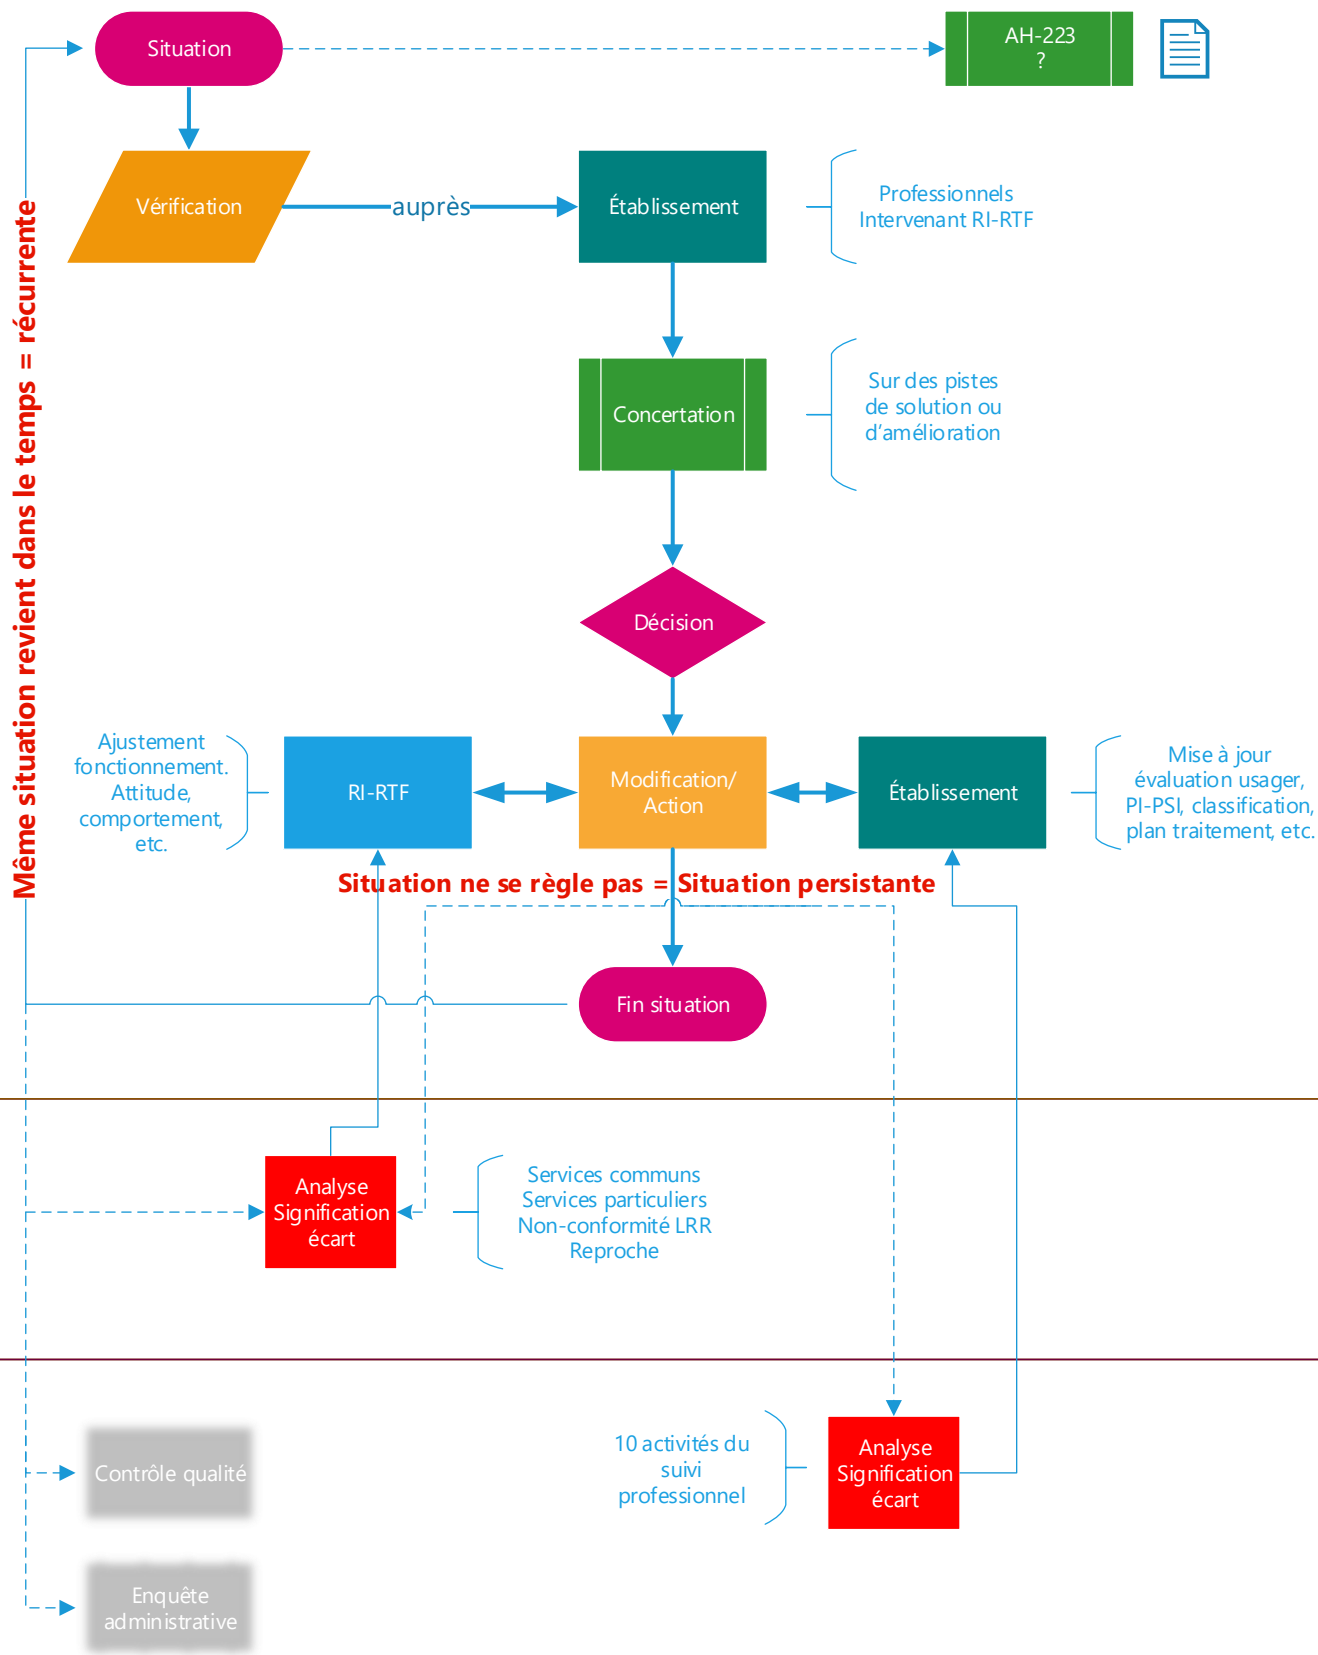 Situation
AH-223
?
Vérification
auprès
Établissement
Professionnels
Intervenant RI-RTF
Concertation
Sur des pistes
de solution ou
d'amélioration
Même situation revient dans le temps = récurrente
Décision
Ajustement
fonctionnement.
Attitude,
comportement,
etc.
RI-RTF
Modification/
Action
Établissement
Mise à jour
évaluation usager,
PI-PSI, classification,
plan traitement, etc.
Situation ne se règle pas = Situation persistante
Fin situation
Analyse
Signification
écart
Services communs
Services particuliers
Non-conformité LRR
Reproche
Contrôle qualité
10 activités du
suivi
professionnel
Analyse
Signification
écart
Enquête
administrative